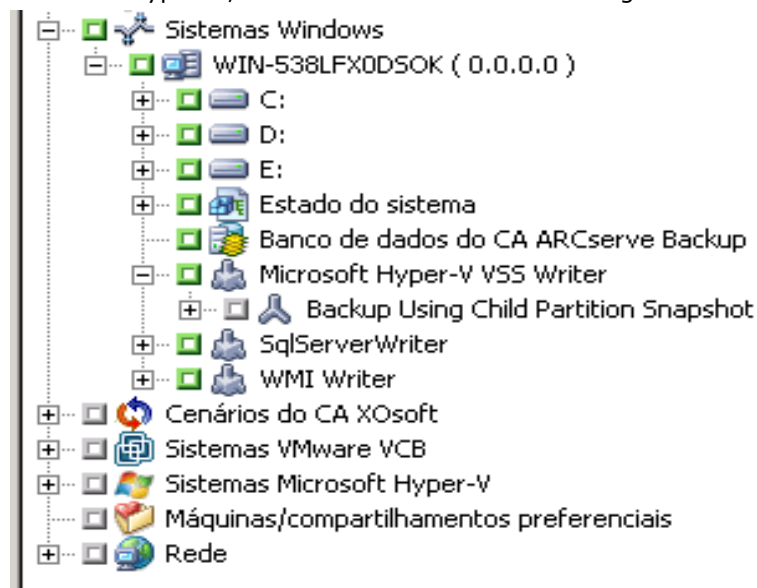 Sistemas Windows
WIN-538LFX0DSOK ( 0.0.0.0 )
C:
D:
E:
Estado do sistema
Banco de dados do CA ARCserve Backup
Microsoft Hyper-V VSS Writer
Backup Using Child Partition Snapshot
SqlServerWriter
WMI Writer
Cenários do CA XOsoft
Sistemas VMware VCB
Sistemas Microsoft Hyper-V
Máquinas/compartilhamentos preferenciais
Rede